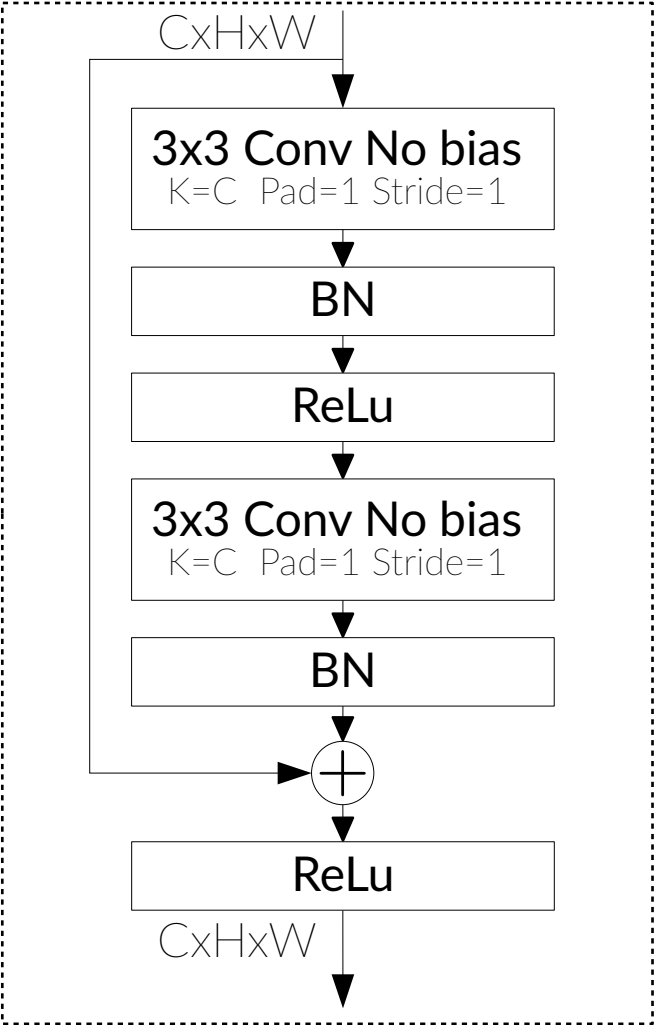 CxHxW
3x3 Conv No bias
K=C Pad=1 Stride=1
BN
ReLu
3x3 Conv No bias
K=C Pad=1 Stride=1
BN
+
ReLu
CxHxW